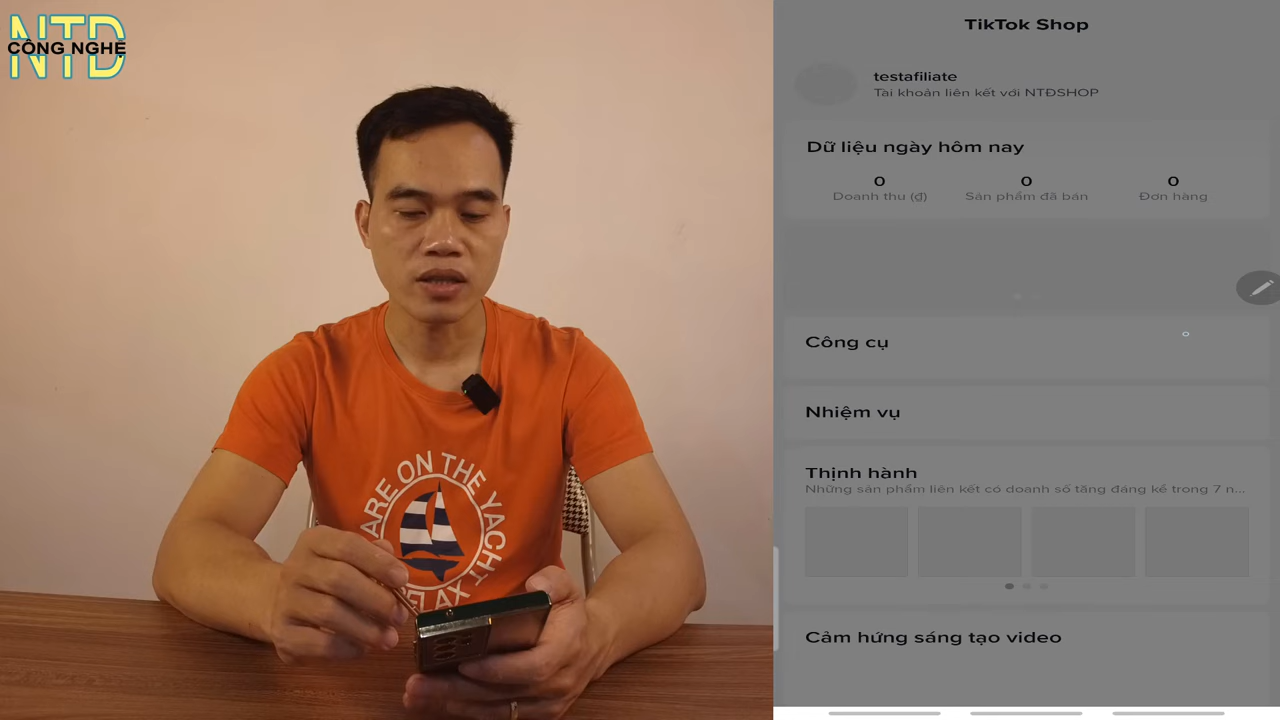 NTD
CÔNG NGHỆ
ARE ON THE YACHT
TikTok Shop
testafiliate
Tài khoản liên kết với NTĐSHOP
Dữ liệu ngày hôm nay
0
0
0
Doanh thu (₫)
Sản phẩm đã bán
Đơn hàng
Công cụ
Nhiệm vụ
Thịnh hành
Những sản phẩm liên kết có doanh số tăng đáng kể trong 7 n...
Cảm hứng sáng tạo video